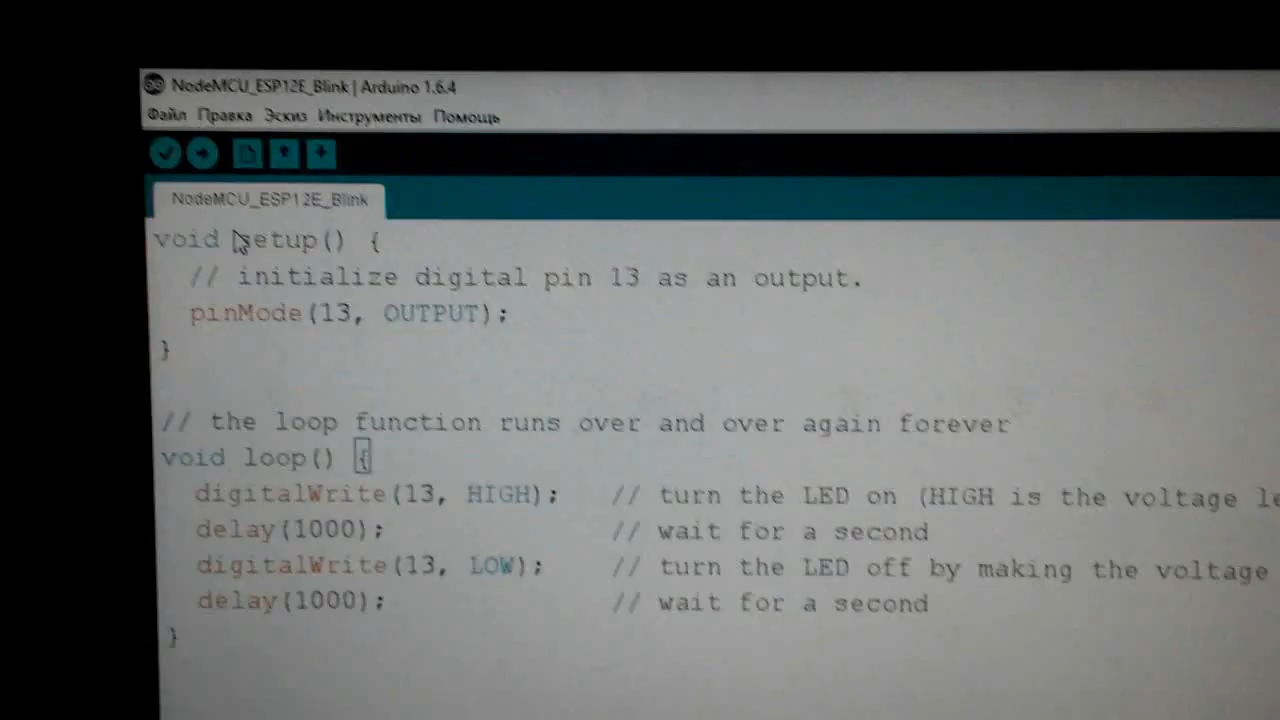 NodeMCU_ESP12E_Blink | Arduino 1.6.4
Файл Правка Эскиз Инструменты Помощь
NodeMCU_ESP12E_Blink
void setup() {
// initialize digital pin 13 as an output.
pinMode(13, OUTPUT);
}
// the loop function runs over and over again forever
void loop() {
digitalWrite(13, HIGH); // turn the LED on (HIGH is the voltage le
delay(1000); // wait for a second
digitalWrite(13, LOW); // turn the LED off by making the voltage
delay(1000); // wait for a second
}